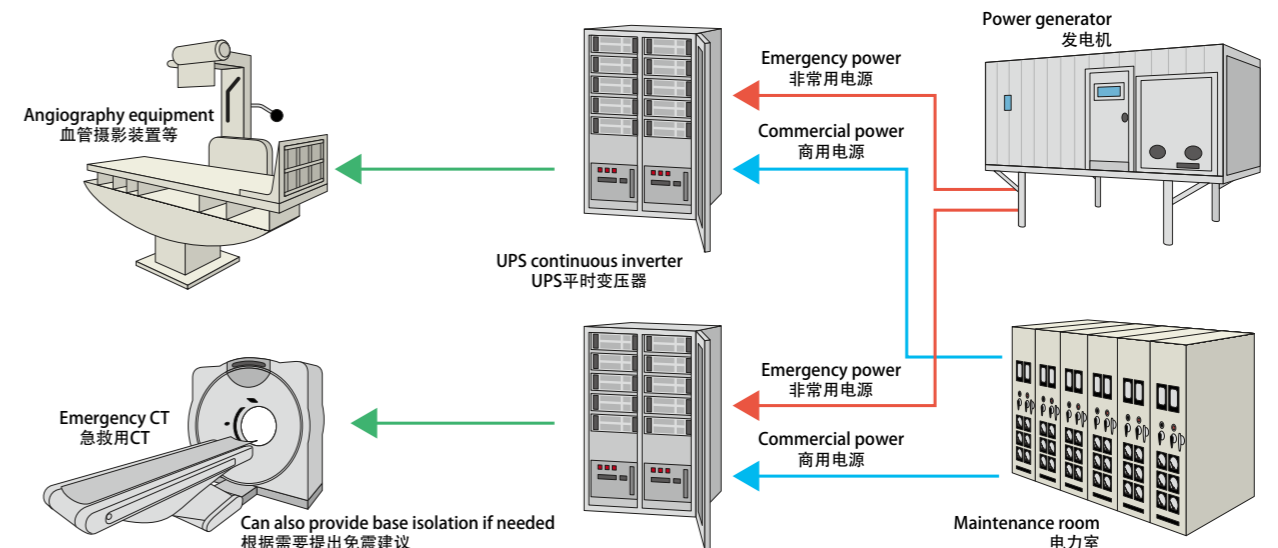 Power generator
发电机
Emergency power
非常用电源
Angiography equipment
血管摄影装置等
Commercial power
商用电源
UPS continuous inverter
UPS平时变压器
Emergency power
非常用电源
Emergency CT
急救用CT
Commercial power
商用电源
Can also provide base isolation if needed
根据需要提出免震建议
Maintenance room
电力室